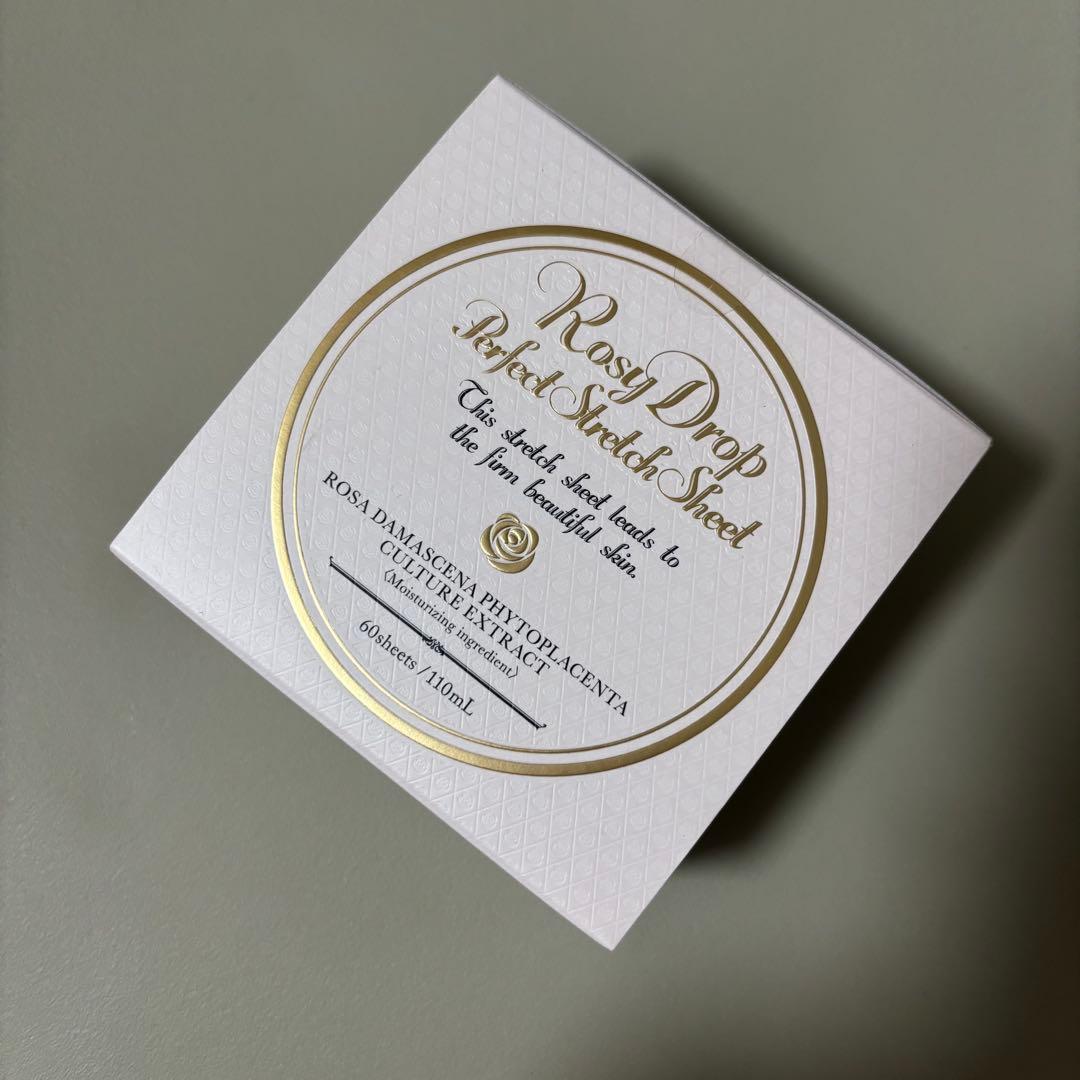 Rosy Drop
Perfect Stretch Sheet
This stretch sheet leads to
the firm beautiful skin.
ROSA DAMASCENA PHYTOPLACENTA
CULTURE EXTRACT
〈Moisturizing ingredient〉
60sheets / 110mL